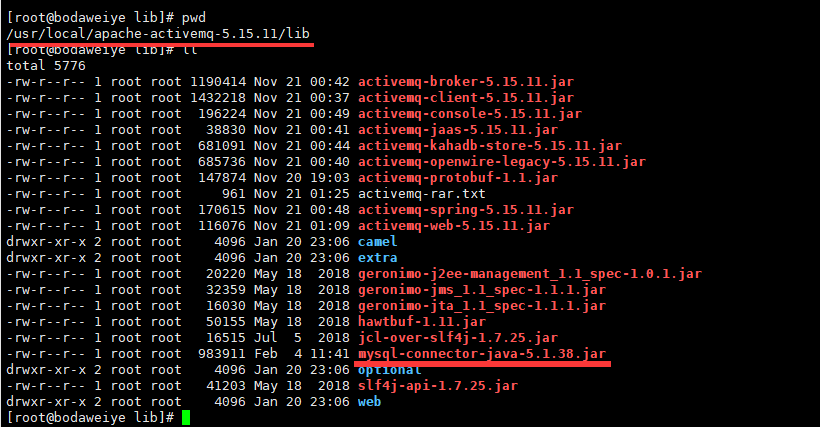 [root@bodaweiye lib]# pwd
/usr/local/apache-activemq-5.15.11/lib
[root@bodaweiye lib]# ll
total 5776
-rw-r--r-- 1 root root 1190414 Nov 21 00:42 activemq-broker-5.15.11.jar
-rw-r--r-- 1 root root 1432218 Nov 21 00:37 activemq-client-5.15.11.jar
-rw-r--r-- 1 root root  196224 Nov 21 00:49 activemq-console-5.15.11.jar
-rw-r--r-- 1 root root   38830 Nov 21 00:41 activemq-jaas-5.15.11.jar
-rw-r--r-- 1 root root  681091 Nov 21 00:44 activemq-kahadb-store-5.15.11.jar
-rw-r--r-- 1 root root  685736 Nov 21 00:40 activemq-openwire-legacy-5.15.11.jar
-rw-r--r-- 1 root root  147874 Nov 20 19:03 activemq-protobuf-1.1.jar
-rw-r--r-- 1 root root     961 Nov 21 01:25 activemq-rar.txt
-rw-r--r-- 1 root root  170615 Nov 21 00:48 activemq-spring-5.15.11.jar
-rw-r--r-- 1 root root  116076 Nov 21 01:09 activemq-web-5.15.11.jar
drwxr-xr-x 2 root root    4096 Jan 20 23:06 camel
drwxr-xr-x 2 root root    4096 Jan 20 23:06 extra
-rw-r--r-- 1 root root   20220 May 18  2018 geronimo-j2ee-management_1.1_spec-1.0.1.jar
-rw-r--r-- 1 root root   32359 May 18  2018 geronimo-jms_1.1_spec-1.1.1.jar
-rw-r--r-- 1 root root   16030 May 18  2018 geronimo-jta_1.1_spec-1.1.1.jar
-rw-r--r-- 1 root root   50155 May 18  2018 hawtbuf-1.11.jar
-rw-r--r-- 1 root root   16515 Jul  5  2018 jcl-over-slf4j-1.7.25.jar
-rw-r--r-- 1 root root  983911 Feb  4 11:41 mysql-connector-java-5.1.38.jar
drwxr-xr-x 2 root root    4096 Jan 20 23:06 optional
-rw-r--r-- 1 root root   41203 May 18  2018 slf4j-api-1.7.25.jar
drwxr-xr-x 2 root root    4096 Jan 20 23:06 web
[root@bodaweiye lib]#